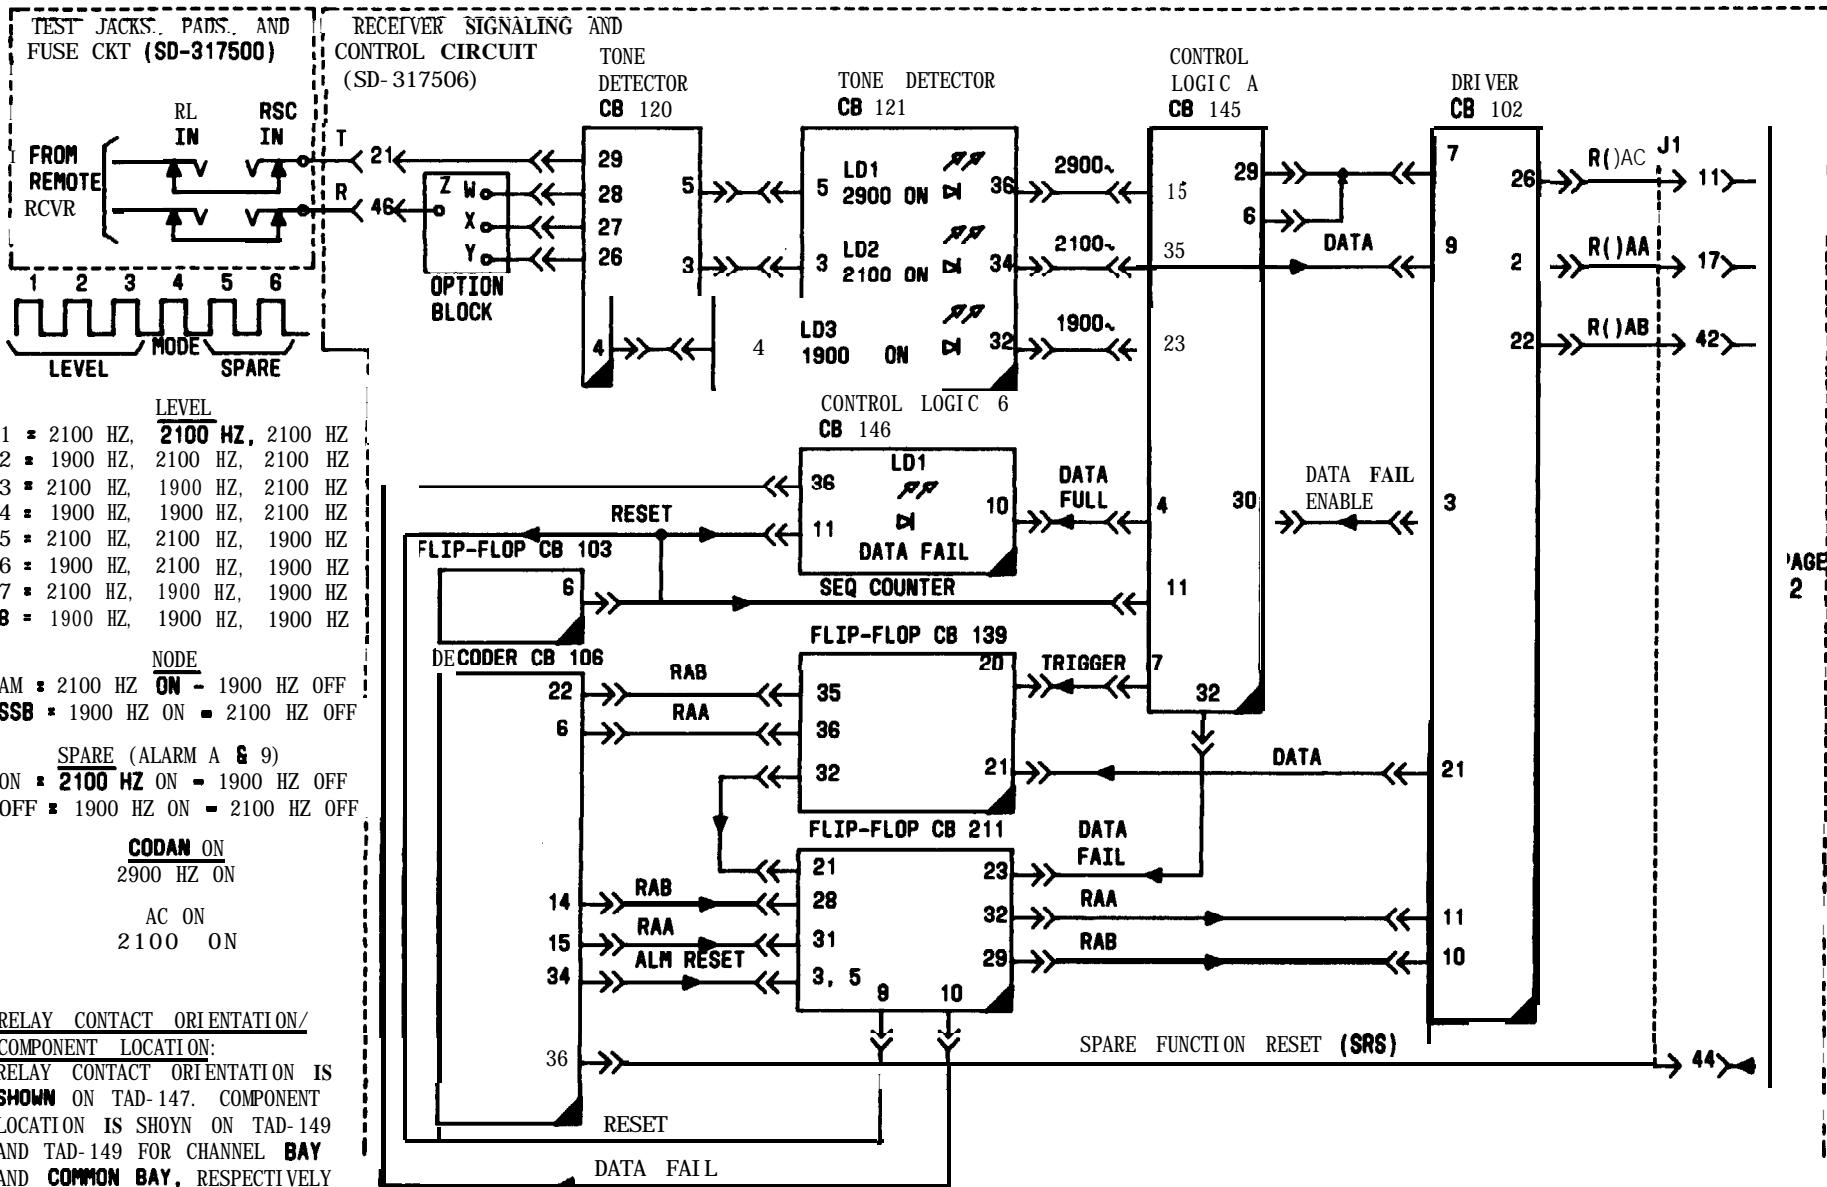 TEST JACKS, PADS, AND
FUSE CKT (SD-317500)
RL
IN
RSC
IN
FROM
REMOTE
RCVR
T
R
1 2 3 4 5 6
LEVEL
MODE
SPARE
LEVEL
1 = 2100 HZ, 2100 HZ, 2100 HZ
2 = 1900 HZ, 2100 HZ, 2100 HZ
3 = 2100 HZ, 1900 HZ, 2100 HZ
4 = 1900 HZ, 1900 HZ, 2100 HZ
5 = 2100 HZ, 2100 HZ, 1900 HZ
6 = 1900 HZ, 2100 HZ, 1900 HZ
7 = 2100 HZ, 1900 HZ, 1900 HZ
8 = 1900 HZ, 1900 HZ, 1900 HZ
NODE
AM = 2100 HZ ON - 1900 HZ OFF
SSB = 1900 HZ ON - 2100 HZ OFF
SPARE (ALARM A & 9)
ON = 2100 HZ ON - 1900 HZ OFF
OFF = 1900 HZ ON - 2100 HZ OFF
CODAN ON
2900 HZ ON
AC ON
2100 ON
RELAY CONTACT ORIENTATION/
COMPONENT LOCATION:
RELAY CONTACT ORIENTATION IS
SHOWN ON TAD-147. COMPONENT
LOCATION IS SHOYN ON TAD-149
AND TAD-149 FOR CHANNEL BAY
AND COMMON BAY, RESPECTIVELY
RECEIVER SIGNALING AND
CONTROL CIRCUIT
(SD-317506)
21
46
Z W
X
Y
OPTION
BLOCK
TONE
DETECTOR
CB 120
29
28
27
26
5
3
4
TONE DETECTOR
CB 121
5
LD1
2900 ON
36
3
LD2
2100 ON
34
4
LD3
1900 ON
32
2900~
2100~
1900~
CONTROL
LOGIC A
CB 145
15
35
23
29
6
4
30
11
7
32
DATA
DRIVER
CB 102
7
9
3
21
11
10
26
2
22
R()AC
R()AA
R()AB
J1
11
17
42
44
CONTROL LOGIC 6
CB 146
36
LD1
11
10
DATA FAIL
DATA
FULL
DATA FAIL
ENABLE
RESET
FLIP-FLOP CB 103
6
SEQ COUNTER
DECODER CB 106
22
6
14
15
34
36
RAB
RAA
FLIP-FLOP CB 139
35
36
32
20
21
TRIGGER
DATA
FLIP-FLOP CB 211
21
28
31
3, 5
9
10
23
32
29
DATA
FAIL
RAB
RAA
ALM RESET
RAA
RAB
SPARE FUNCTION RESET (SRS)
RESET
DATA FAIL
2